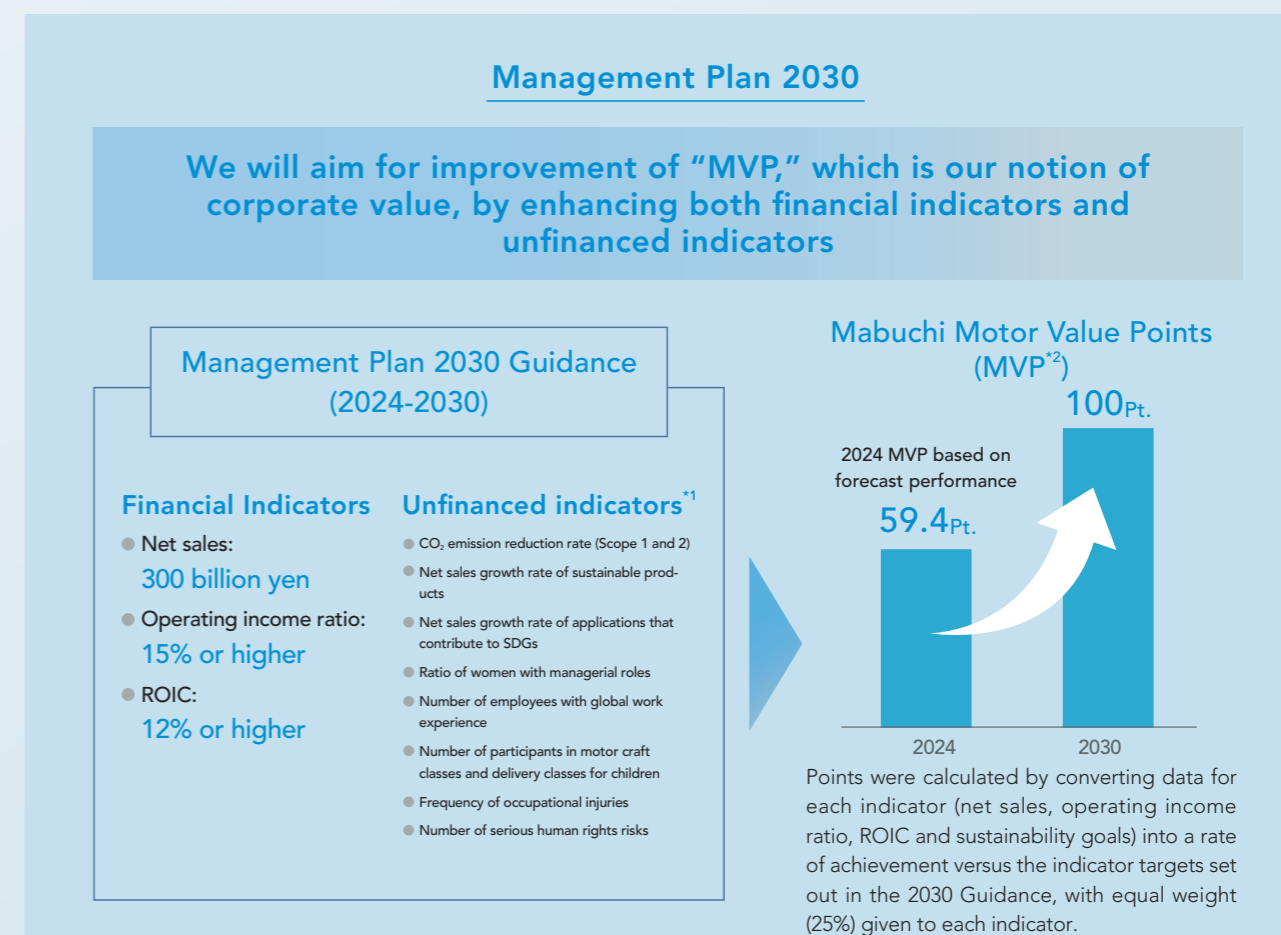 Management Plan 2030
We will aim for improvement of “MVP,” which is our notion of
corporate value, by enhancing both financial indicators and
unfinanced indicators
Management Plan 2030 Guidance
(2024-2030)
Financial Indicators
Net sales:
300 billion yen
Operating income ratio:
15% or higher
ROIC:
12% or higher
Unfinanced indicators*1
CO₂ emission reduction rate (Scope 1 and 2)
Net sales growth rate of sustainable prod-
ucts
Net sales growth rate of applications that
contribute to SDGs
Ratio of women with managerial roles
Number of employees with global work
experience
Number of participants in motor craft
classes and delivery classes for children
Frequency of occupational injuries
Number of serious human rights risks
Mabuchi Motor Value Points
(MVP*2)
100Pt.
2024 MVP based on
forecast performance
59.4Pt.
2024
2030
Points were calculated by converting data for
each indicator (net sales, operating income
ratio, ROIC and sustainability goals) into a rate
of achievement versus the indicator targets set
out in the 2030 Guidance, with equal weight
(25%) given to each indicator.